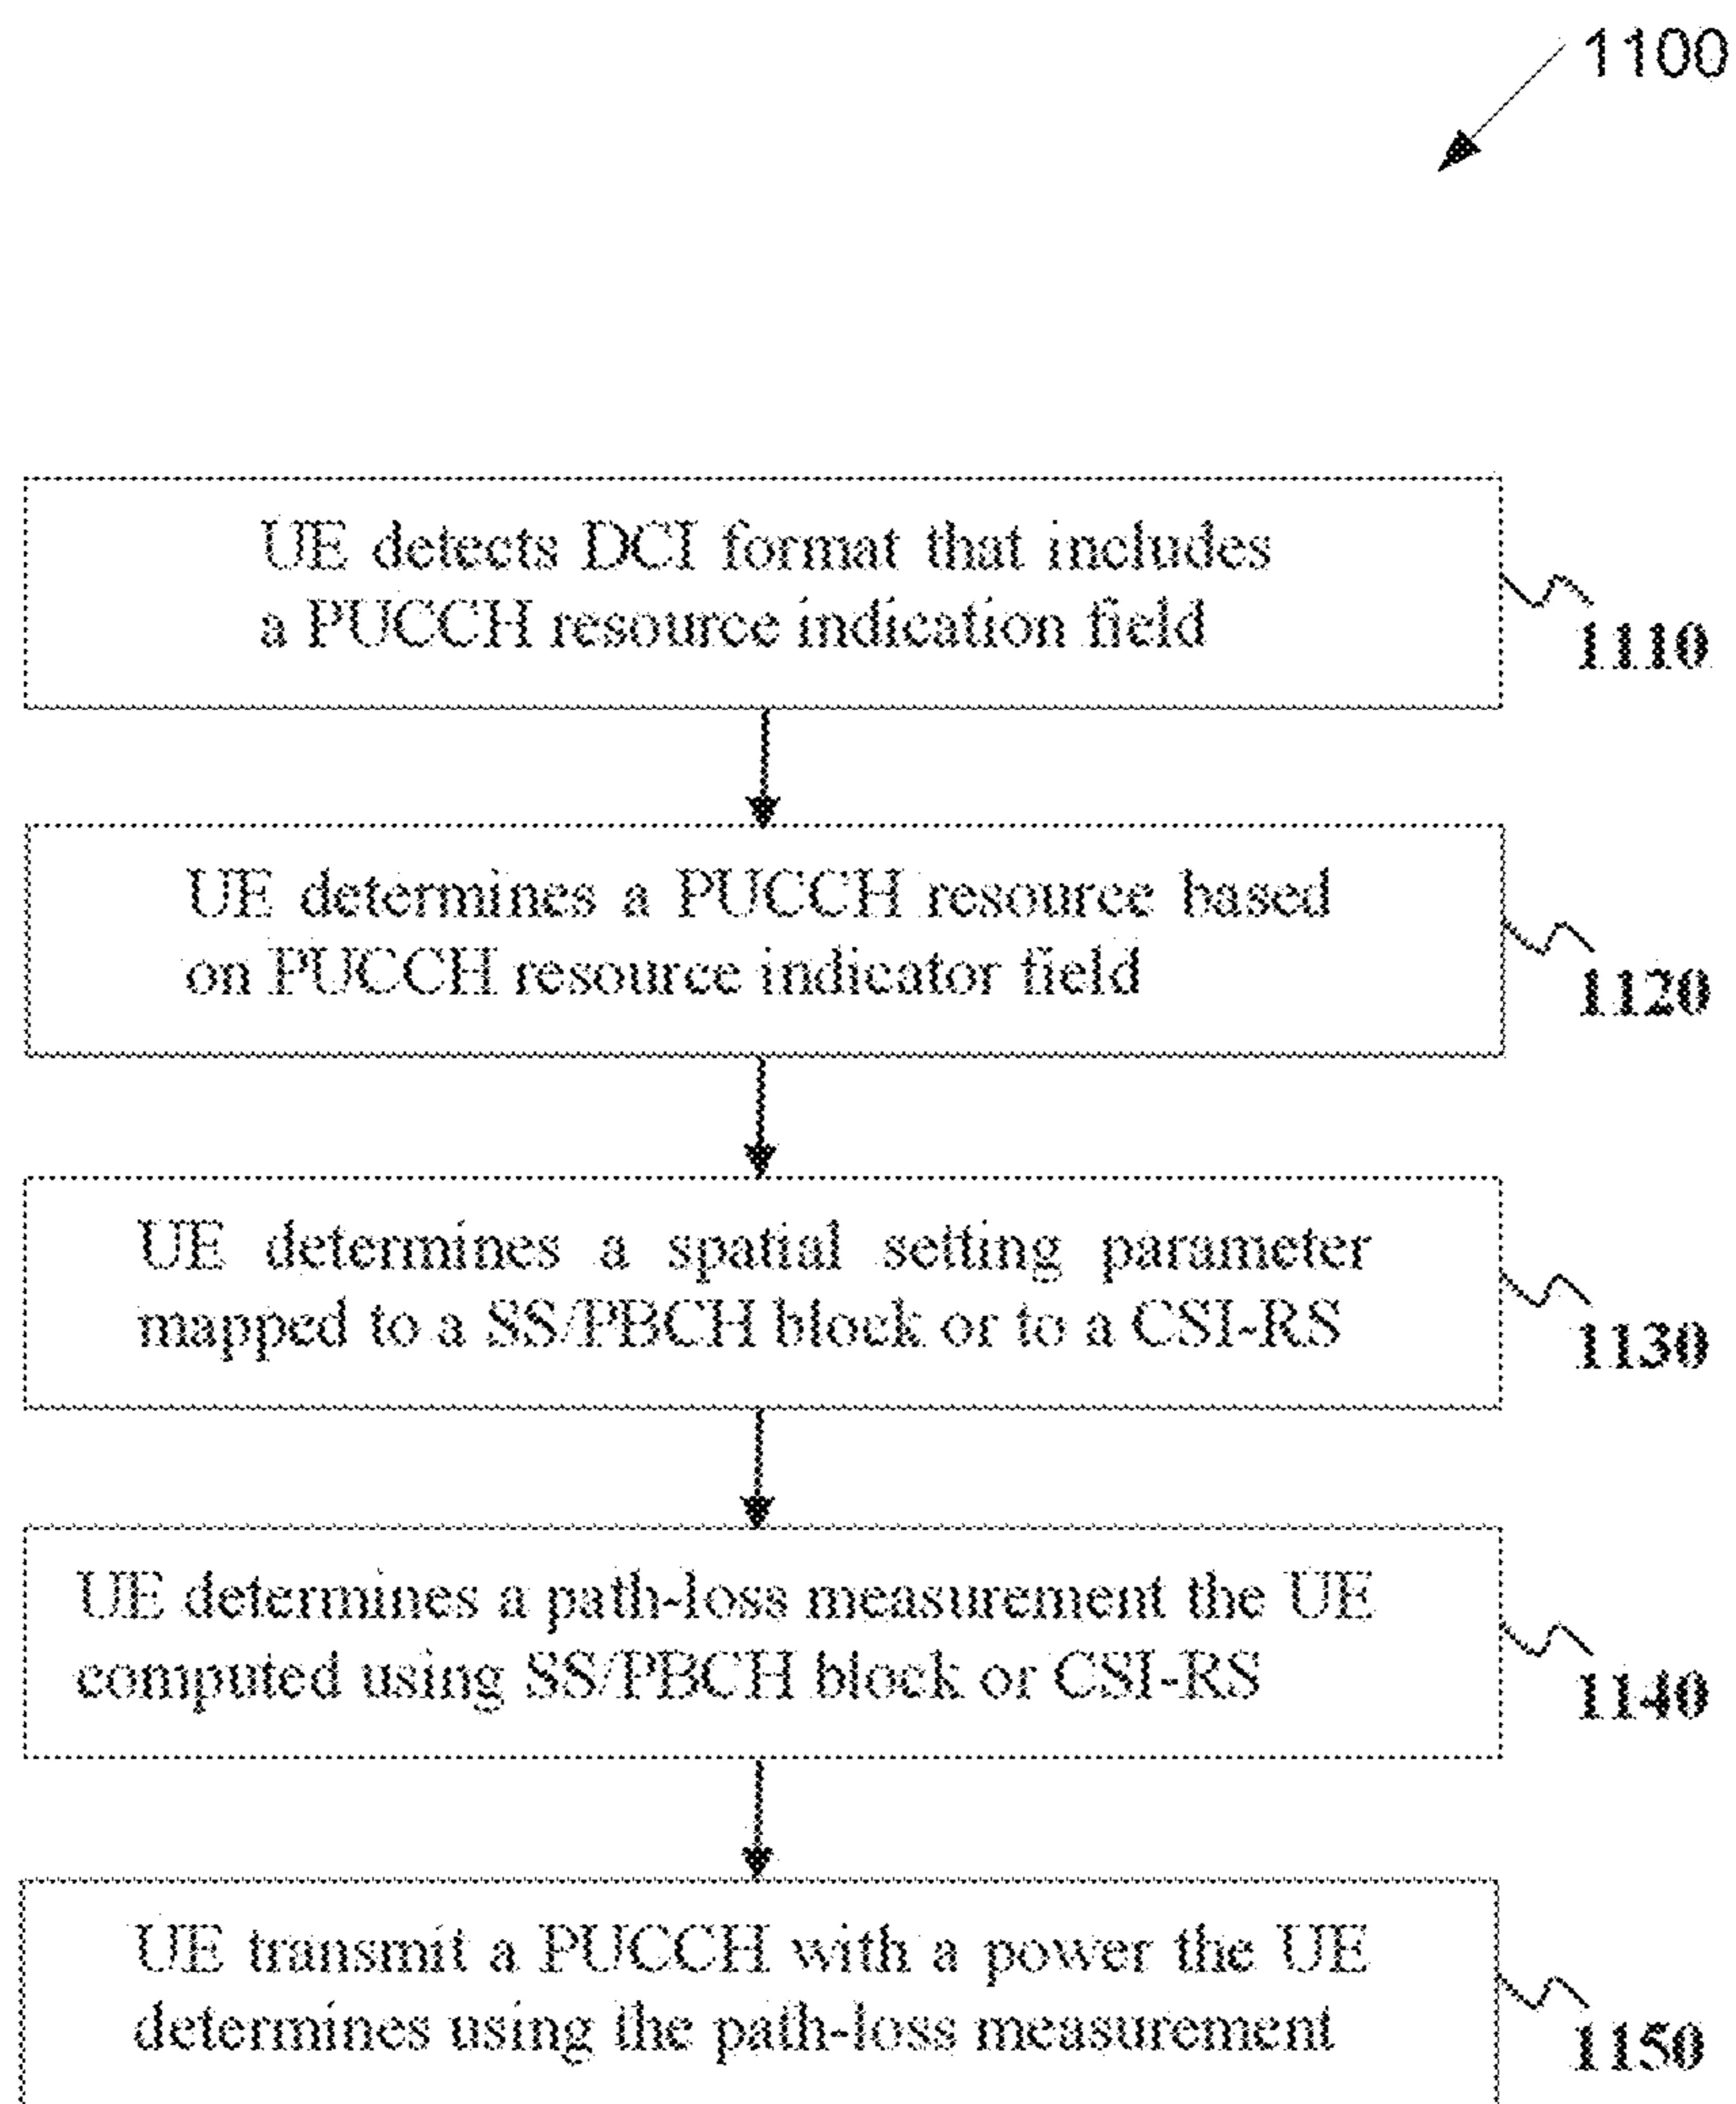 1100
UE detects DCI format that includes
a PUCCH resource indication field
1110
UE determines a PUCCH resource based
on PUCCH resource indicator field
1120
UE determines a spatial setting parameter
mapped to a SS/PBCH block or to a CSI-RS
1130
UE determines a path-loss measurement the UE
computed using SS/PBCH block or CSI-RS
1140
UE transmit a PUCCH with a power the UE
determines using the path-loss measurement
1150